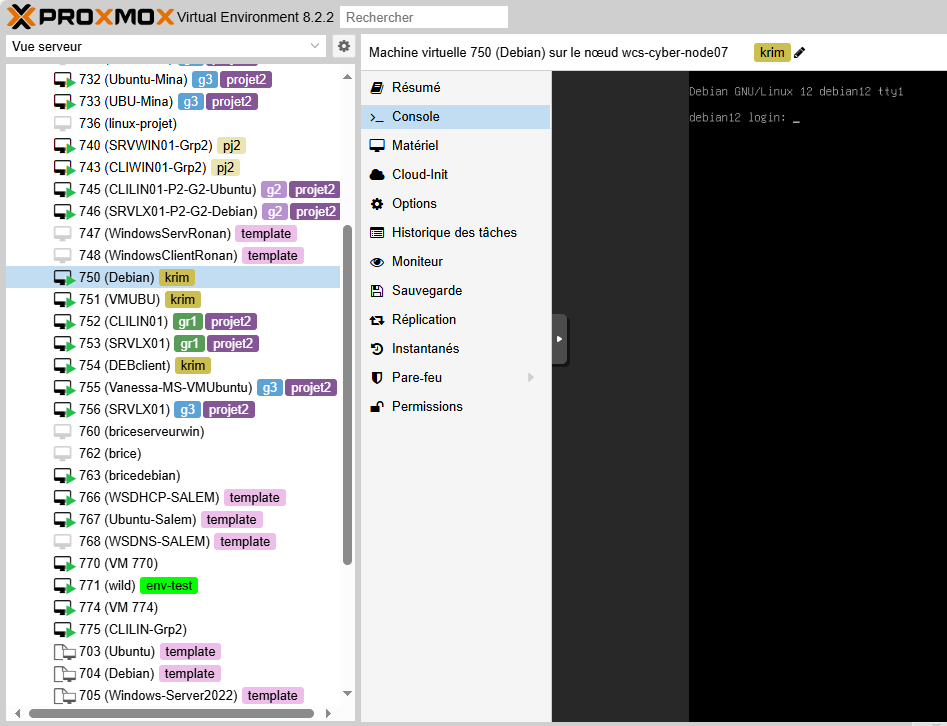 PROXMOX Virtual Environment 8.2.2 Rechercher
Vue serveur
732 (Ubuntu-Mina) g3 projet2
733 (UBU-Mina) g3 projet2
736 (linux-projet)
740 (SRVWIN01-Grp2) pj2
743 (CLIWIN01-Grp2) pj2
745 (CLILIN01-P2-G2-Ubuntu) g2 projet2
746 (SRVLX01-P2-G2-Debian) g2 projet2
747 (WindowsServRonan) template
748 (WindowsClientRonan) template
750 (Debian) krim
751 (VMUBU) krim
752 (CLILIN01) gr1 projet2
753 (SRVLX01) gr1 projet2
754 (DEBclient) krim
755 (Vanessa-MS-VMUbuntu) g3 projet2
756 (SRVLX01) g3 projet2
760 (briceserveurwin)
762 (brice)
763 (bricedebian)
766 (WSDHCP-SALEM) template
767 (Ubuntu-Salem) template
768 (WSDNS-SALEM) template
770 (VM 770)
771 (wild) env-test
774 (VM 774)
775 (CLILIN-Grp2)
703 (Ubuntu) template
704 (Debian) template
705 (Windows-Server2022) template
Machine virtuelle 750 (Debian) sur le nœud wcs-cyber-node07 krim
Résumé
Console
Matériel
Cloud-Init
Options
Historique des tâches
Moniteur
Sauvegarde
Réplication
Instantanés
Pare-feu
Permissions
Debian GNU/Linux 12 debian12 tty1
debian12 login: _